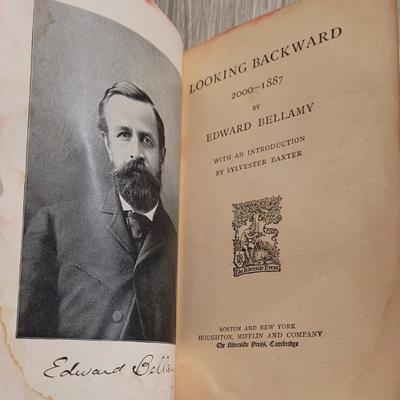 Edward Bella
LOOKING BACKWARD
2000–1887
BY
EDWARD BELLAMY
WITH AN INTRODUCTION
BY SYLVESTER BAXTER
The Riverside Press
BOSTON AND NEW YORK
HOUGHTON, MIFFLIN AND COMPANY
The Riverside Press, Cambridge